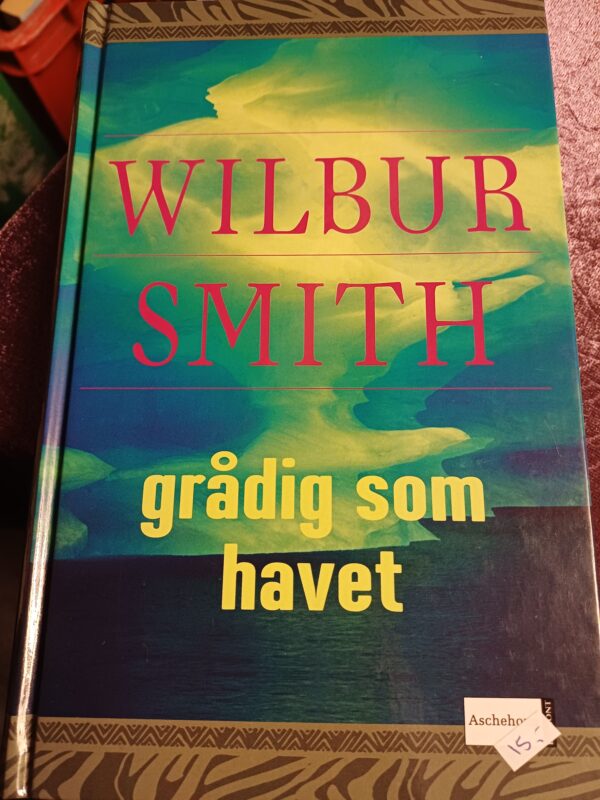 WILBUR
SMITH
grådig som
havet
15.-